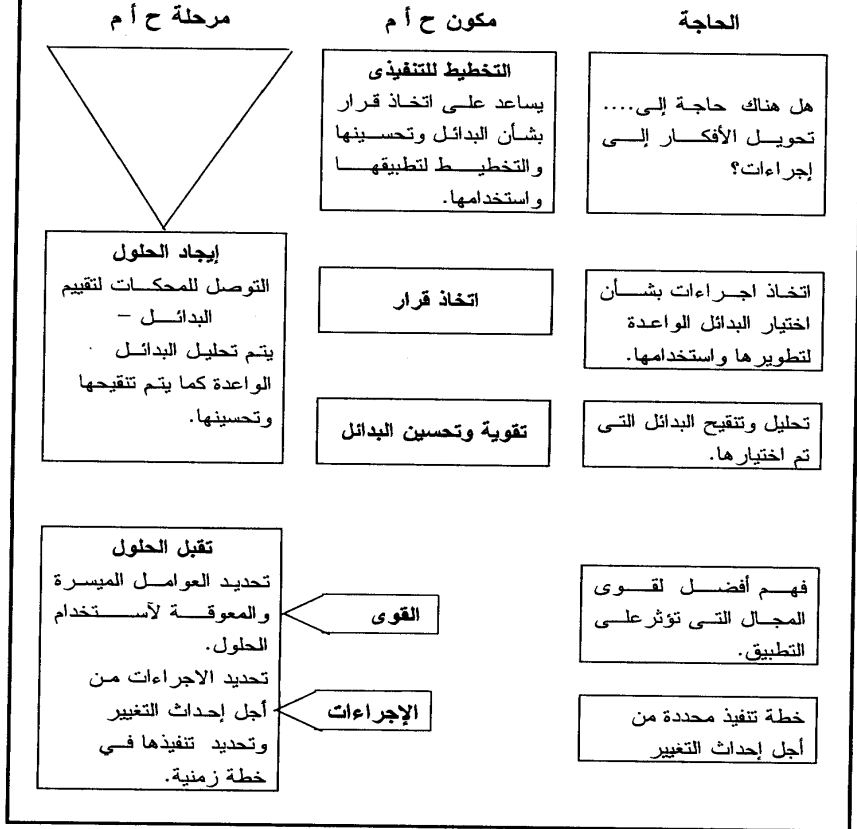 الحاجة
مكون ح أ م
مرحلة ح أ م
هل هناك حاجة إلى....
تحويل الأفكار إلى
إجراءات؟
التخطيط للتنفيذى
يساعد على اتخاذ قرار
بشأن البدائل وتحسينها
والتخطيط لتطبيقها
واستخدامها.
اتخاذ اجراءات بشأن
اختيار البدائل الواعدة
لتطويرها واستخدامها.
اتخاذ قرار
إيجاد الحلول
التوصل للمحكات لتقييم
البدائل –
يتم تحليل البدائل
الواعدة كما يتم تنقيحها
وتحسينها.
تحليل وتنقيح البدائل التى
تم اختيارها.
تقوية وتحسين البدائل
فهم أفضل لقوى
المجال التى تؤثر على
التطبيق.
القوى
تقبل الحلول
تحديد العوامل الميسرة
والمعوقة لآستخدام
الحلول.
تحديد الاجراءات من
أجل إحداث التغيير
وتحديد تنفيذها في
خطة زمنية.
خطة تنفيذ محددة من
أجل إحداث التغيير
الإجراءات